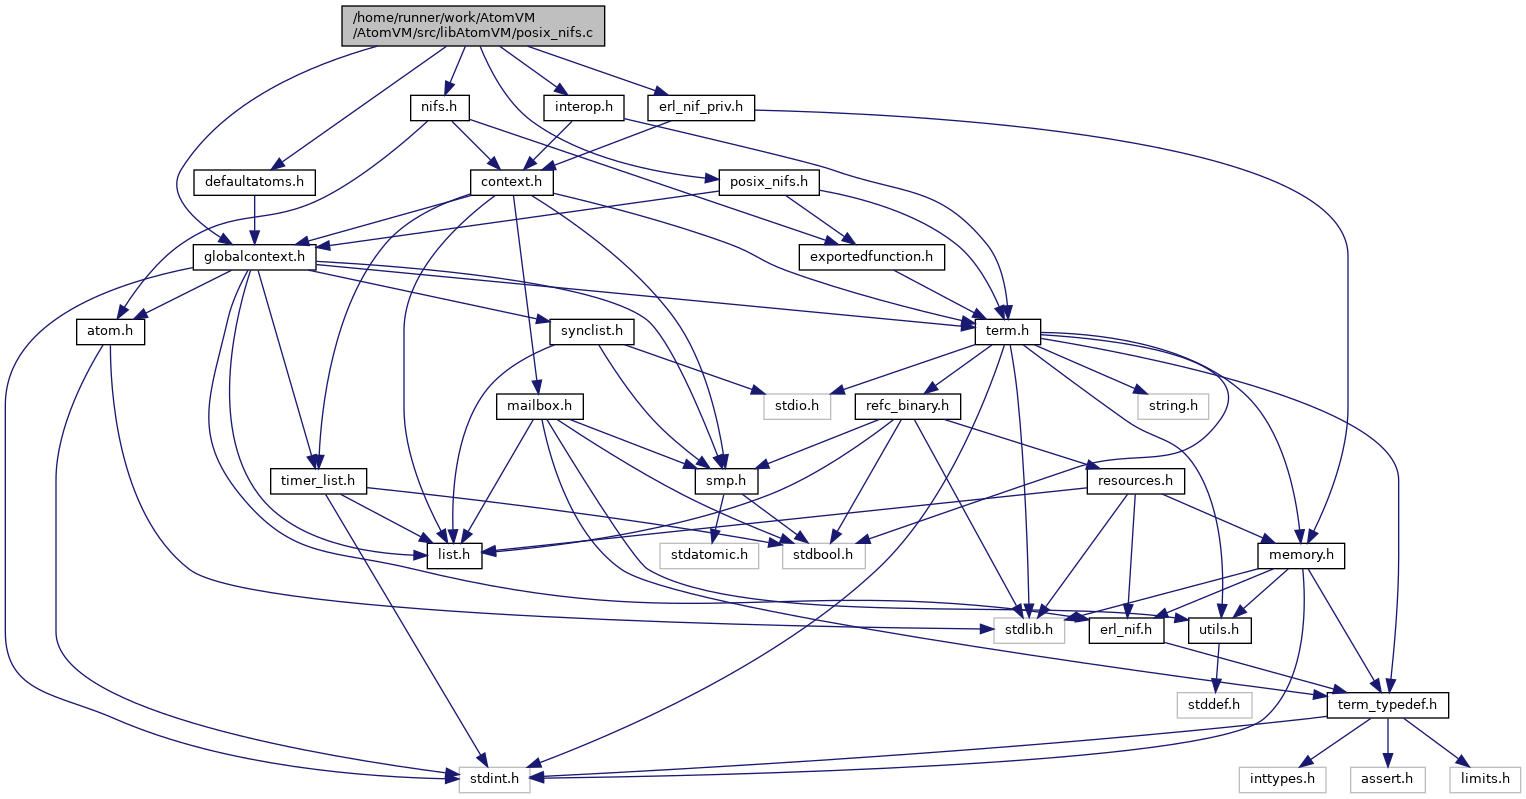 /home/runner/work/AtomVM
/AtomVM/src/libAtomVM/posix_nifs.c
nifs.h
interop.h
erl_nif_priv.h
defaultatoms.h
context.h
posix_nifs.h
globalcontext.h
exportedfunction.h
atom.h
synclist.h
term.h
mailbox.h
stdio.h
refc_binary.h
string.h
timer_list.h
smp.h
resources.h
list.h
stdatomic.h
stdbool.h
memory.h
stdlib.h
erl_nif.h
utils.h
stddef.h
term_typedef.h
stdint.h
inttypes.h
assert.h
limits.h